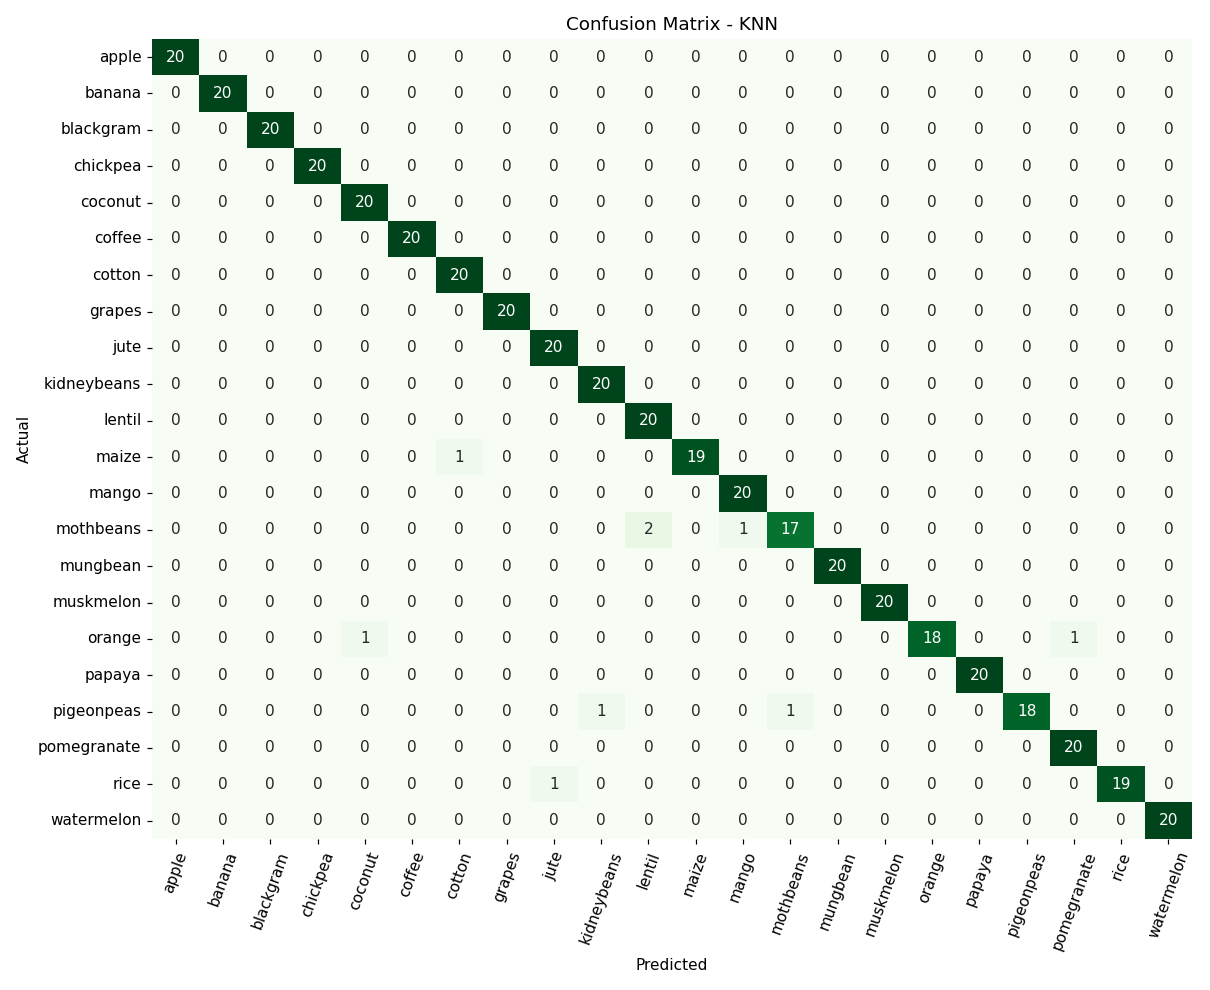 Confusion Matrix - KNN
apple 20 0 0 0 0 0 0 0 0 0 0 0 0 0 0 0 0 0 0 0 0 0
banana 0 20 0 0 0 0 0 0 0 0 0 0 0 0 0 0 0 0 0 0 0 0
blackgram 0 0 20 0 0 0 0 0 0 0 0 0 0 0 0 0 0 0 0 0 0 0
chickpea 0 0 0 20 0 0 0 0 0 0 0 0 0 0 0 0 0 0 0 0 0 0
coconut 0 0 0 0 20 0 0 0 0 0 0 0 0 0 0 0 0 0 0 0 0 0
coffee 0 0 0 0 0 20 0 0 0 0 0 0 0 0 0 0 0 0 0 0 0 0
cotton 0 0 0 0 0 0 20 0 0 0 0 0 0 0 0 0 0 0 0 0 0 0
grapes 0 0 0 0 0 0 0 20 0 0 0 0 0 0 0 0 0 0 0 0 0 0
jute 0 0 0 0 0 0 0 0 20 0 0 0 0 0 0 0 0 0 0 0 0 0
kidneybeans 0 0 0 0 0 0 0 0 0 20 0 0 0 0 0 0 0 0 0 0 0 0
lentil 0 0 0 0 0 0 0 0 0 0 20 0 0 0 0 0 0 0 0 0 0 0
maize 0 0 0 0 0 0 1 0 0 0 0 19 0 0 0 0 0 0 0 0 0 0
mango 0 0 0 0 0 0 0 0 0 0 0 0 20 0 0 0 0 0 0 0 0 0
mothbeans 0 0 0 0 0 0 0 0 0 0 2 0 1 17 0 0 0 0 0 0 0 0
mungbean 0 0 0 0 0 0 0 0 0 0 0 0 0 0 20 0 0 0 0 0 0 0
muskmelon 0 0 0 0 0 0 0 0 0 0 0 0 0 0 0 20 0 0 0 0 0 0
orange 0 0 0 0 1 0 0 0 0 0 0 0 0 0 0 0 18 0 0 1 0 0
papaya 0 0 0 0 0 0 0 0 0 0 0 0 0 0 0 0 0 20 0 0 0 0
pigeonpeas 0 0 0 0 0 0 0 0 0 1 0 0 0 1 0 0 0 0 18 0 0 0
pomegranate 0 0 0 0 0 0 0 0 0 0 0 0 0 0 0 0 0 0 0 20 0 0
rice 0 0 0 0 0 0 0 0 1 0 0 0 0 0 0 0 0 0 0 0 19 0
watermelon 0 0 0 0 0 0 0 0 0 0 0 0 0 0 0 0 0 0 0 0 0 20
Actual
apple banana blackgram chickpea coconut coffee cotton grapes jute kidneybeans lentil maize mango mothbeans mungbean muskmelon orange papaya pigeonpeas pomegranate rice watermelon
Predicted